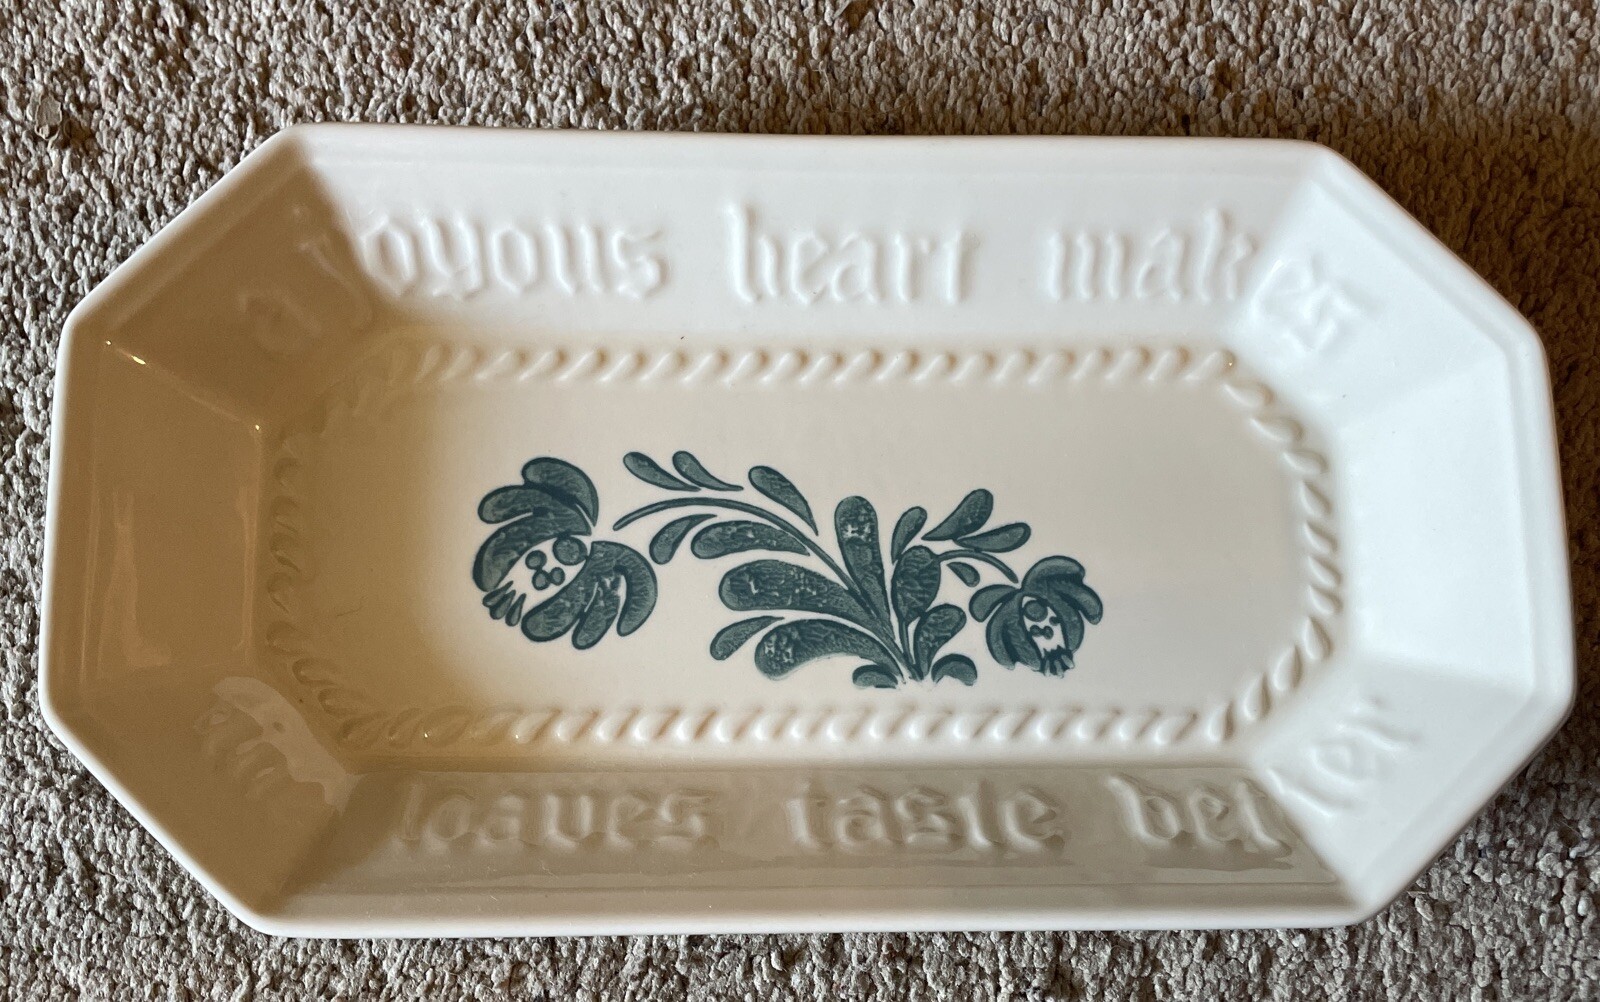 a joyous heart makes
loaves taste better.